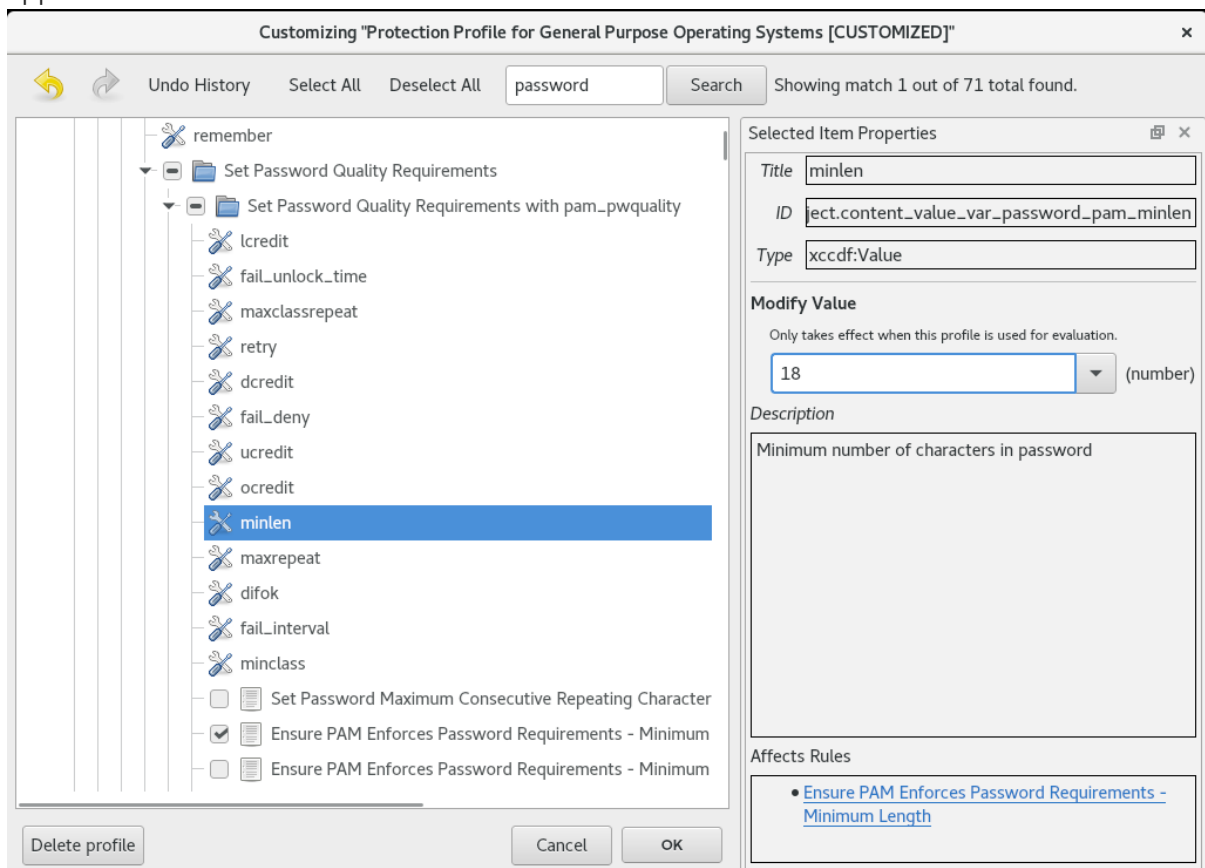 Customizing "Protection Profile for General Purpose Operating Systems [CUSTOMIZED]"
Undo History Select All Deselect All password Search Showing match 1 out of 71 total found.
remember
Set Password Quality Requirements
Set Password Quality Requirements with pam_pwquality
lcredit
fail_unlock_time
maxclassrepeat
retry
dcredit
fail_deny
ucredit
ocredit
minlen
maxrepeat
difok
fail_interval
minclass
Set Password Maximum Consecutive Repeating Character
Ensure PAM Enforces Password Requirements - Minimum
Ensure PAM Enforces Password Requirements - Minimum
Delete profile Cancel OK
Selected Item Properties
Title minlen
ID ject.content_value_var_password_pam_minlen
Type xccdf:Value
Modify Value
Only takes effect when this profile is used for evaluation.
18 (number)
Description
Minimum number of characters in password
Affects Rules
Ensure PAM Enforces Password Requirements -
Minimum Length